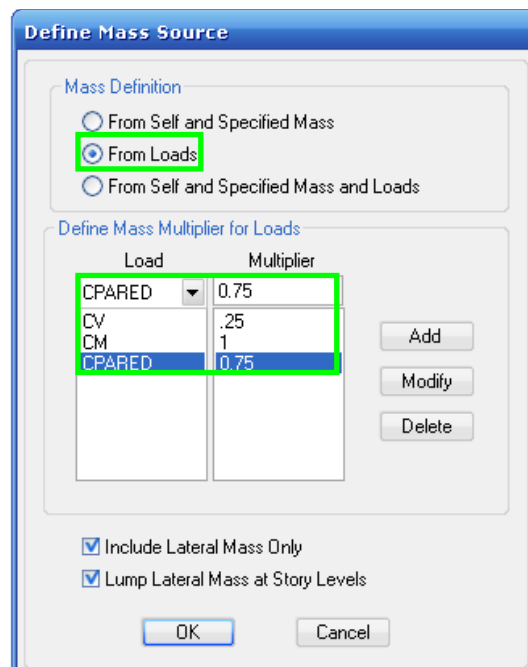 Define Mass Source
Mass Definition
From Self and Specified Mass
From Loads
From Self and Specified Mass and Loads
Define Mass Multiplier for Loads
Load Multiplier
CPARED 0.75
CV .25
CM 1
CPARED 0.75
Add
Modify
Delete
Include Lateral Mass Only
Lump Lateral Mass at Story Levels
OK Cancel